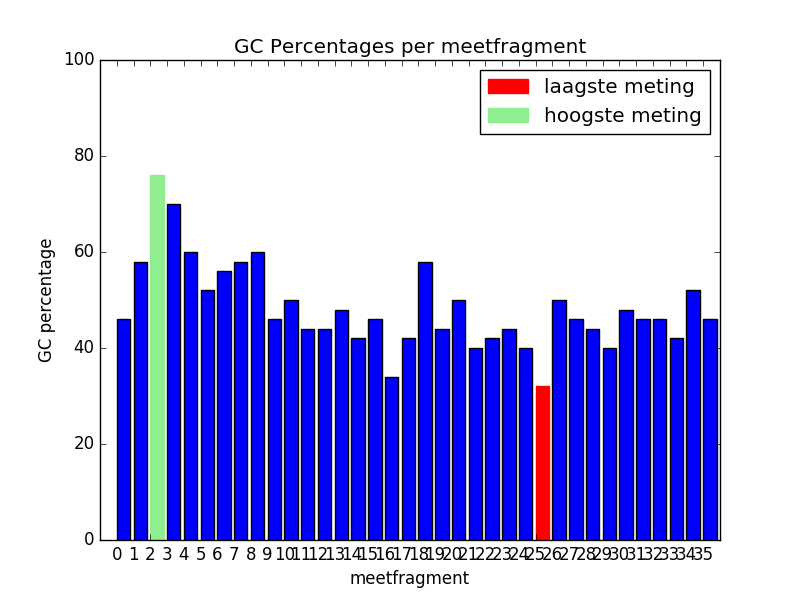 GC Percentages per meetfragment
laagste meting
hoogste meting
100
80
60
40
20
0
GC percentage
0 1 2 3 4 5 6 7 8 9 10 11 12 13 14 15 16 17 18 19 20 21 22 23 24 25 26 27 28 29 30 31 32 33 34 35
meetfragment